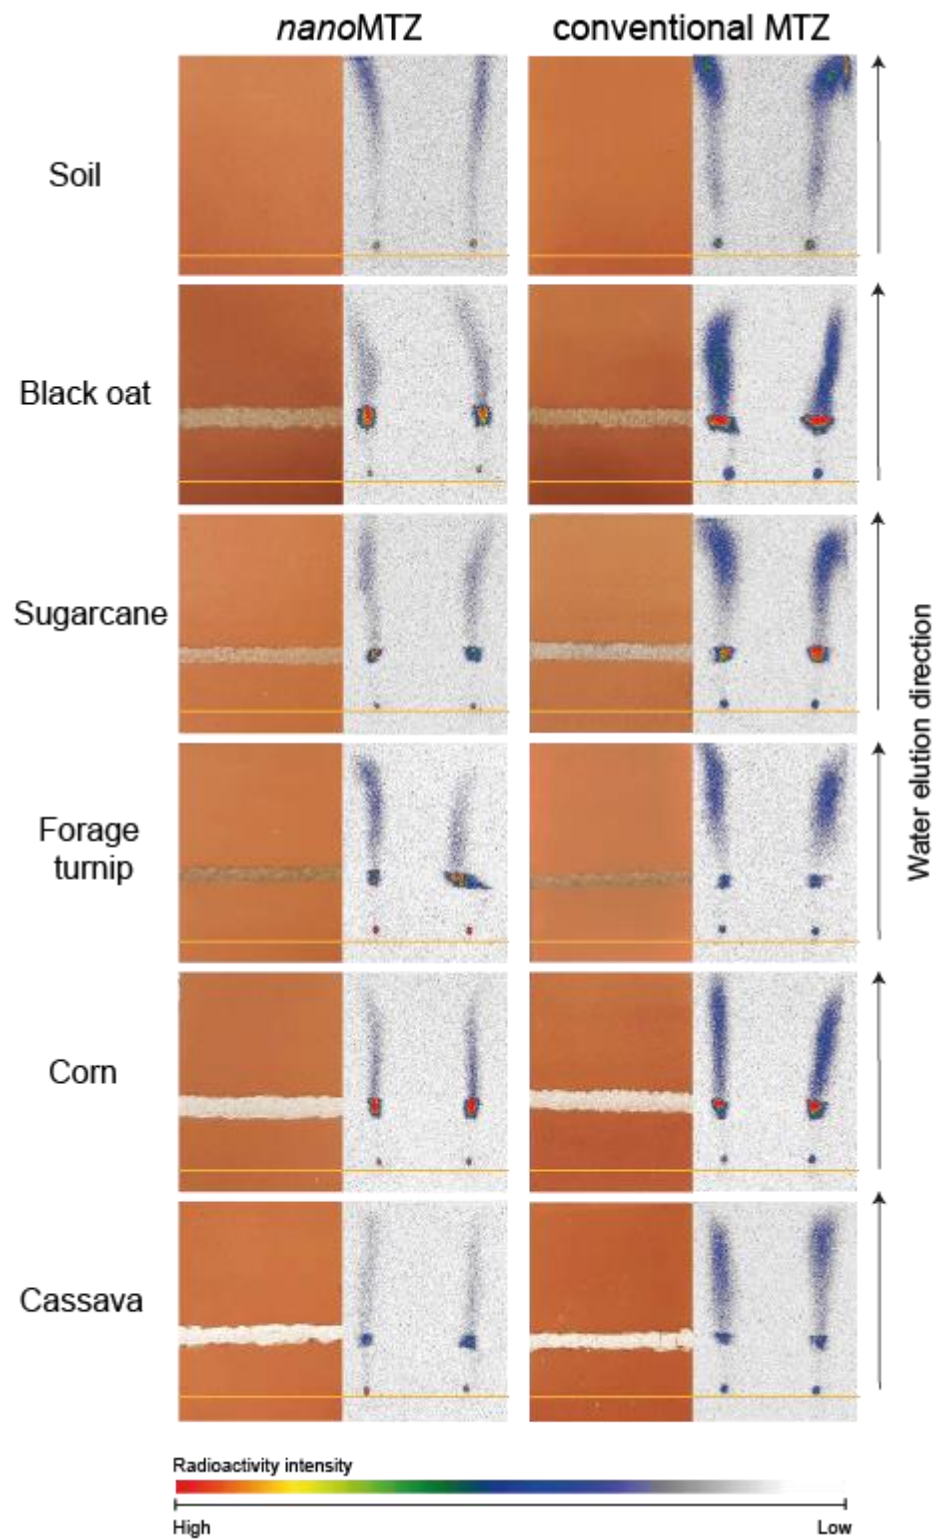 nanoMTZ
conventional MTZ
Soil
Black oat
Sugarcane
Forage
turnip
Corn
Cassava
Water elution direction
Radioactivity intensity
High
Low